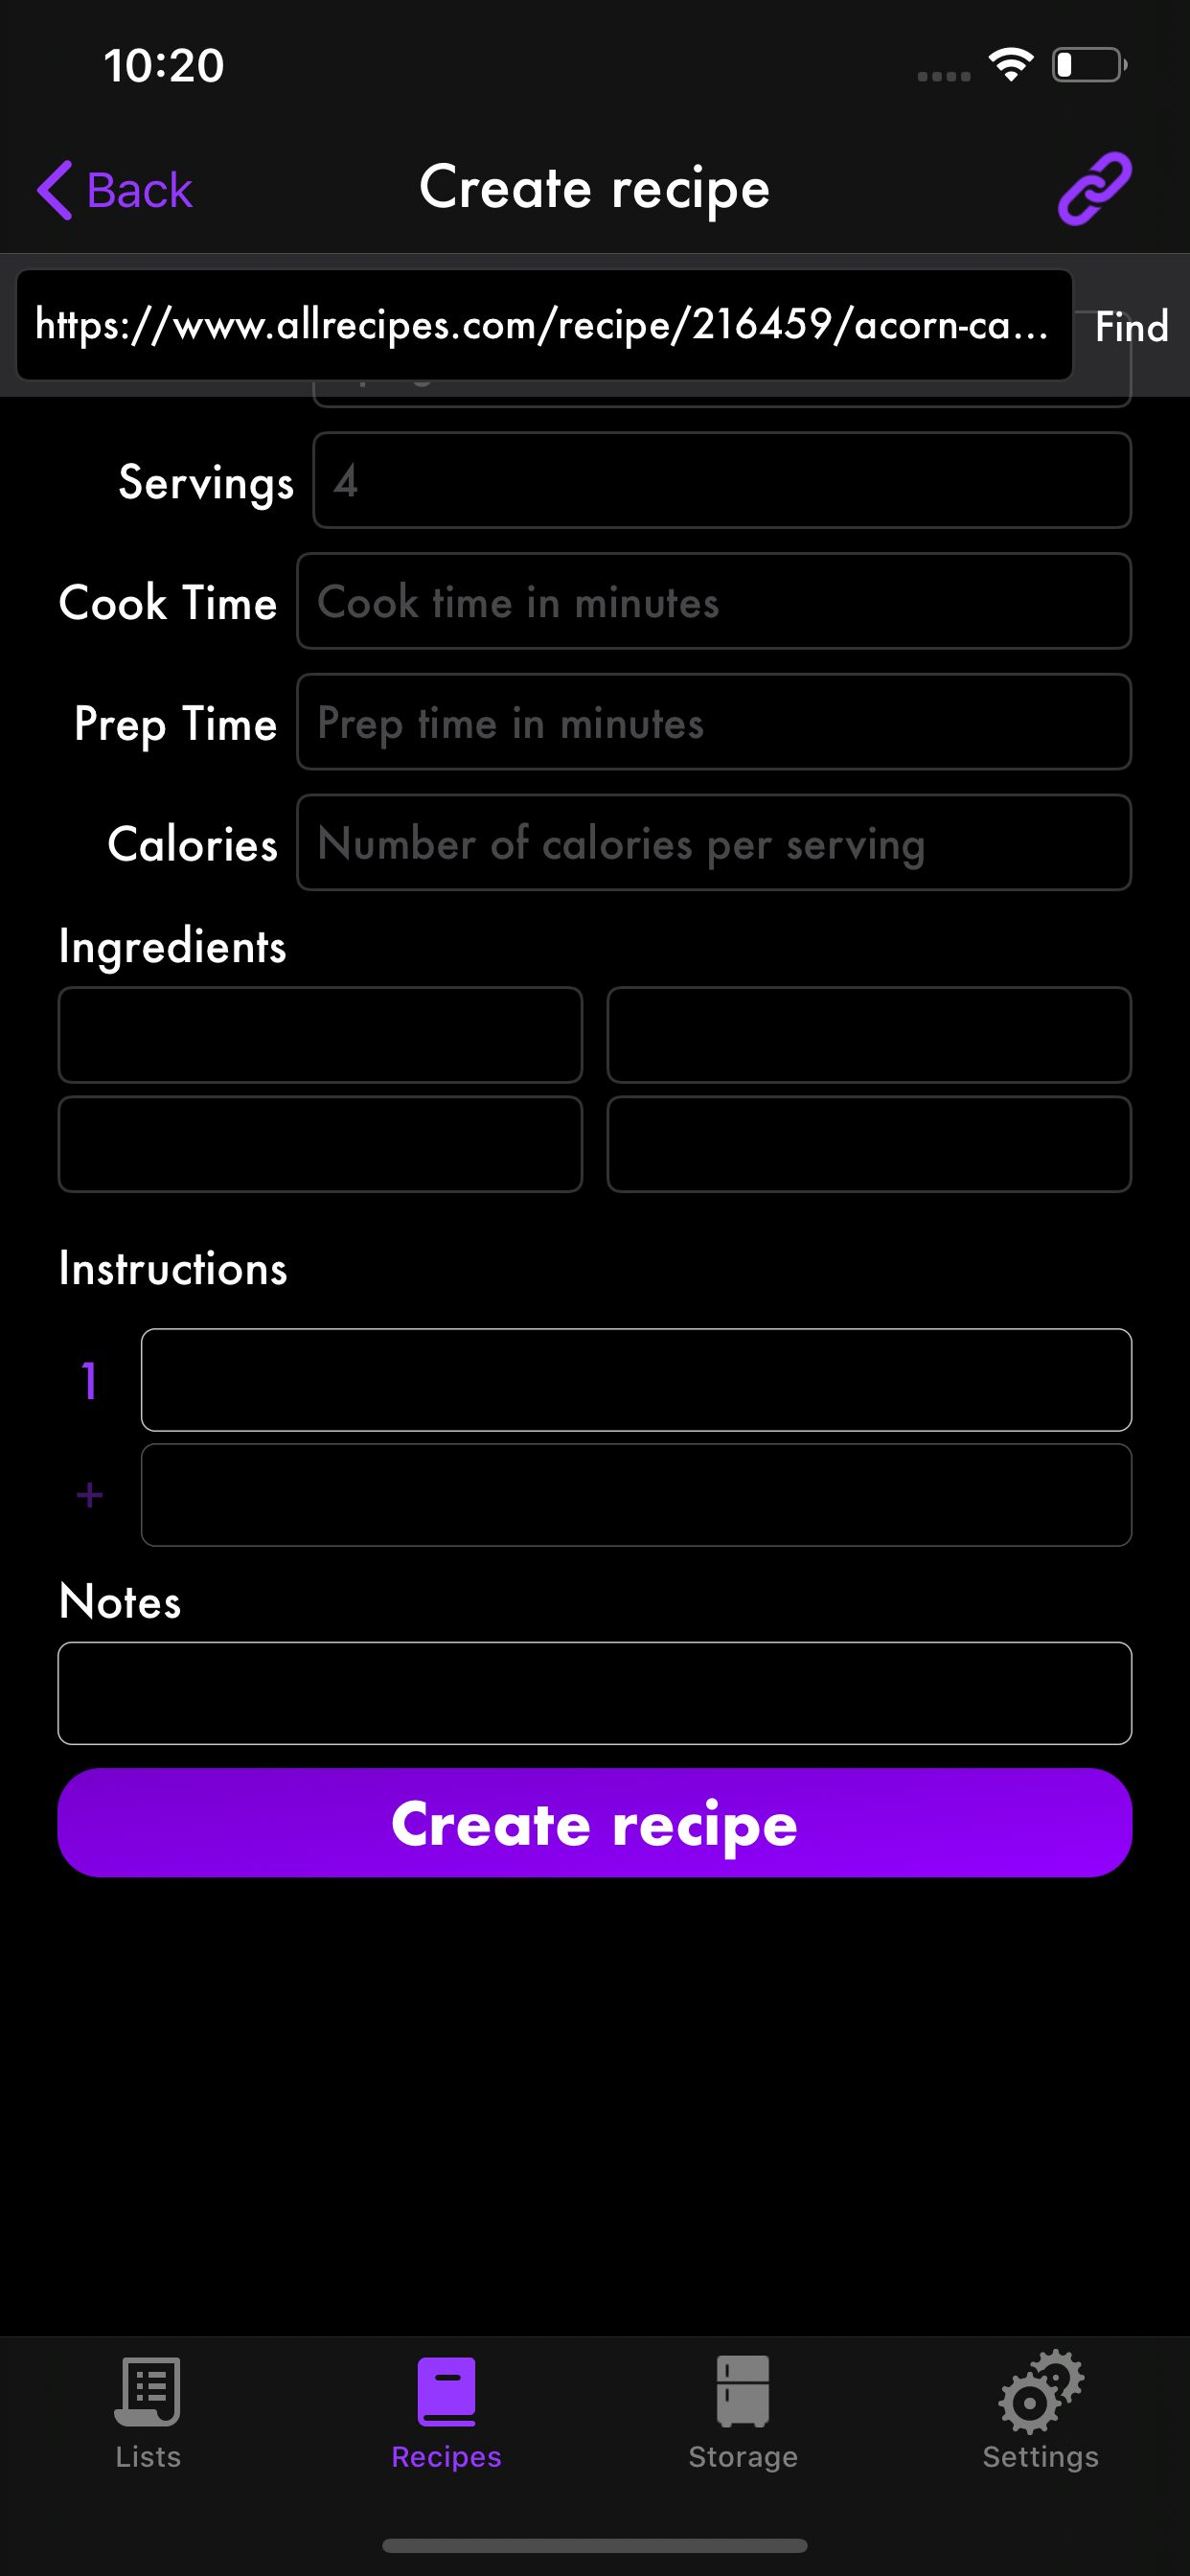 10:20
Back
Create recipe
https://www.allrecipes.com/recipe/216459/acorn-ca...
Find
Servings
4
Cook Time
Cook time in minutes
Prep Time
Prep time in minutes
Calories
Number of calories per serving
Ingredients
Instructions
1
+
Notes
Create recipe
Lists
Recipes
Storage
Settings